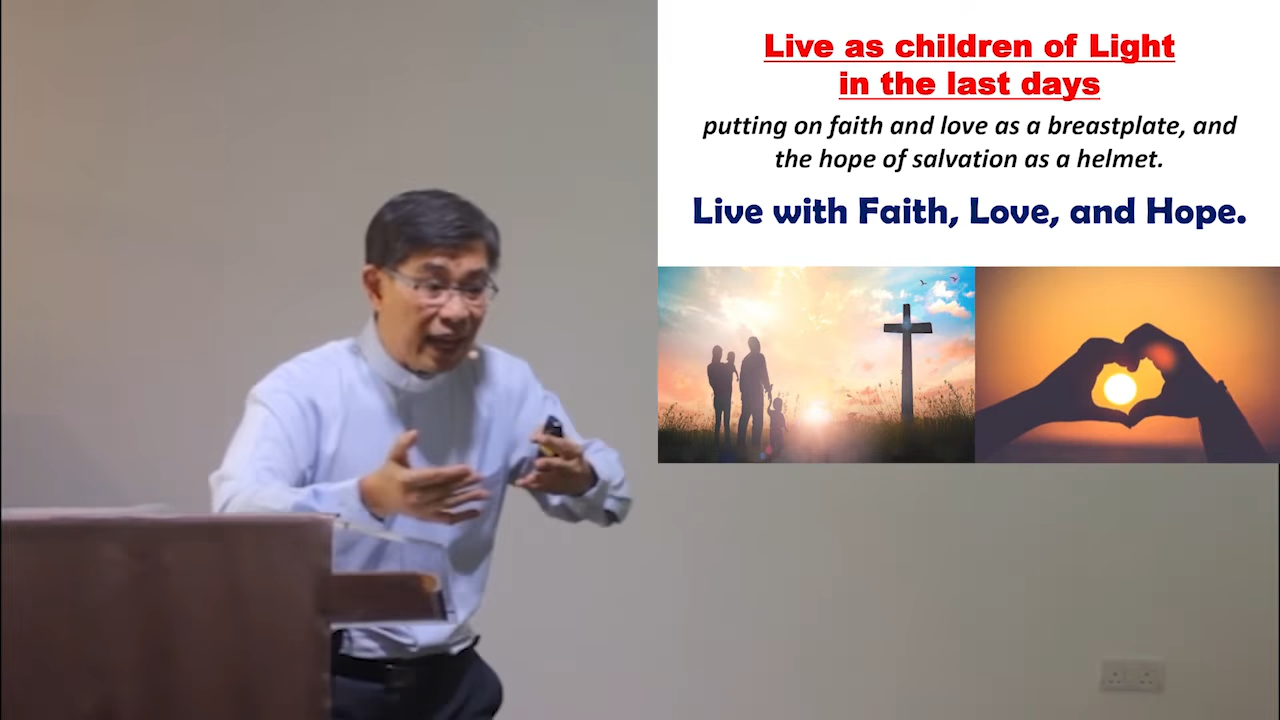 Live as children of Light
in the last days
putting on faith and love as a breastplate, and
the hope of salvation as a helmet.
Live with Faith, Love, and Hope.